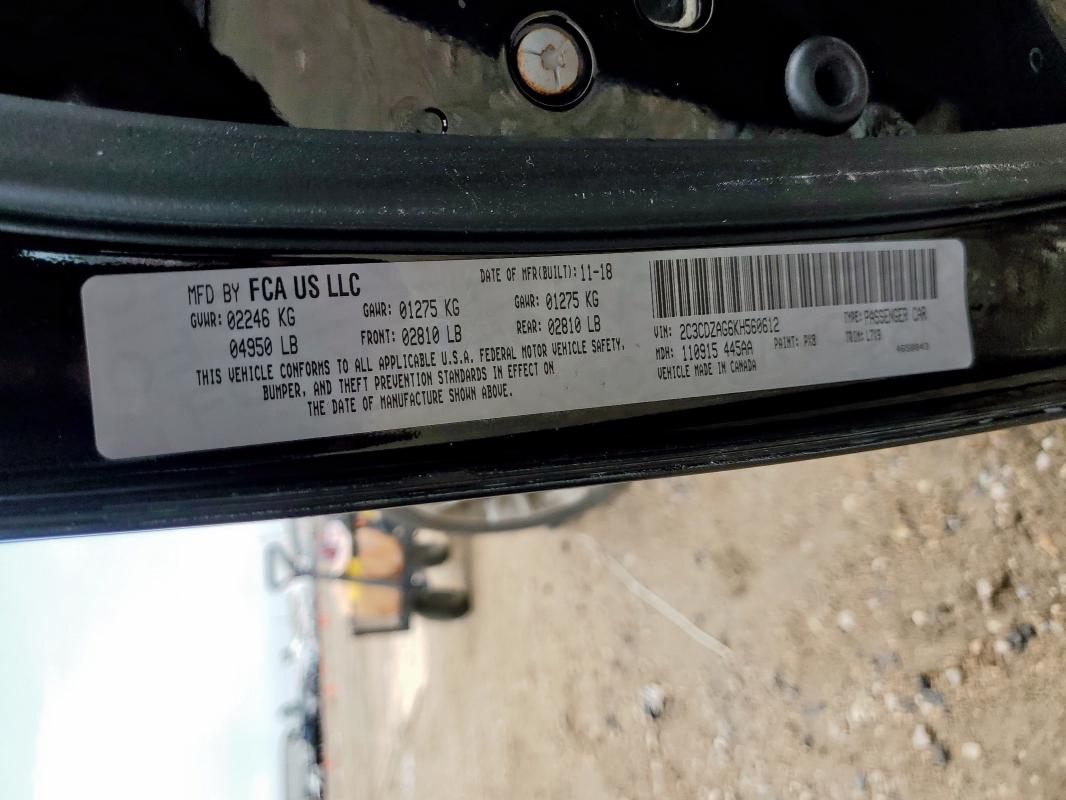 MFD BY FCA US LLC
DATE OF MFR(BUILT): 11-18
GVWR: 02246 KG
04950 LB
GAWR: 01275 KG
FRONT: 02810 LB
GAWR: 01275 KG
REAR: 02810 LB
THIS VEHICLE CONFORMS TO ALL APPLICABLE U.S.A. FEDERAL MOTOR VEHICLE SAFETY,
BUMPER, AND THEFT PREVENTION STANDARDS IN EFFECT ON
THE DATE OF MANUFACTURE SHOWN ABOVE.
VIN: 2C3CDZAG6KH560612
TYPE: PASSENGER CAR
MDH: 110915 445AA
PAINT: PX8
TRIM: L7X9
VEHICLE MADE IN CANADA